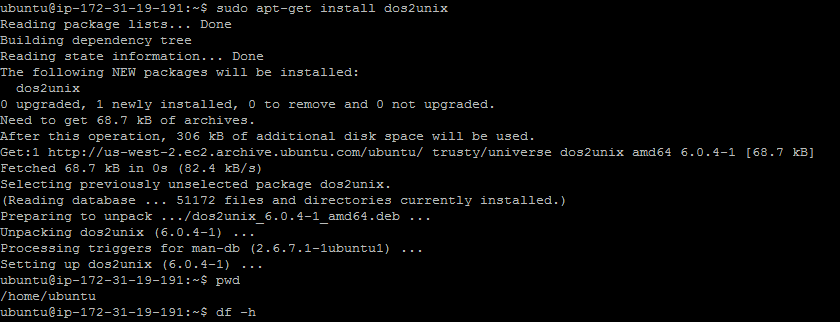 ubuntu@ip-172-31-19-191:~$ sudo apt-get install dos2unix
Reading package lists... Done
Building dependency tree
Reading state information... Done
The following NEW packages will be installed:
  dos2unix
0 upgraded, 1 newly installed, 0 to remove and 0 not upgraded.
Need to get 68.7 kB of archives.
After this operation, 306 kB of additional disk space will be used.
Get:1 http://us-west-2.ec2.archive.ubuntu.com/ubuntu/ trusty/universe dos2unix amd64 6.0.4-1 [68.7 kB]
Fetched 68.7 kB in 0s (82.4 kB/s)
Selecting previously unselected package dos2unix.
(Reading database ... 51172 files and directories currently installed.)
Preparing to unpack .../dos2unix_6.0.4-1_amd64.deb ...
Unpacking dos2unix (6.0.4-1) ...
Processing triggers for man-db (2.6.7.1-1ubuntu1) ...
Setting up dos2unix (6.0.4-1) ...
ubuntu@ip-172-31-19-191:~$ pwd
/home/ubuntu
ubuntu@ip-172-31-19-191:~$ df -h